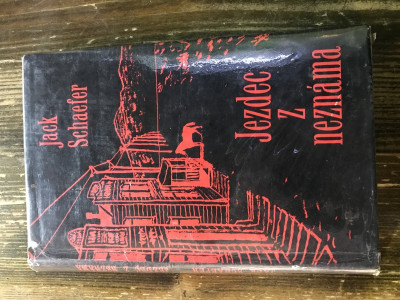 Jack
Schaefer
Jezdec
z
neznáma